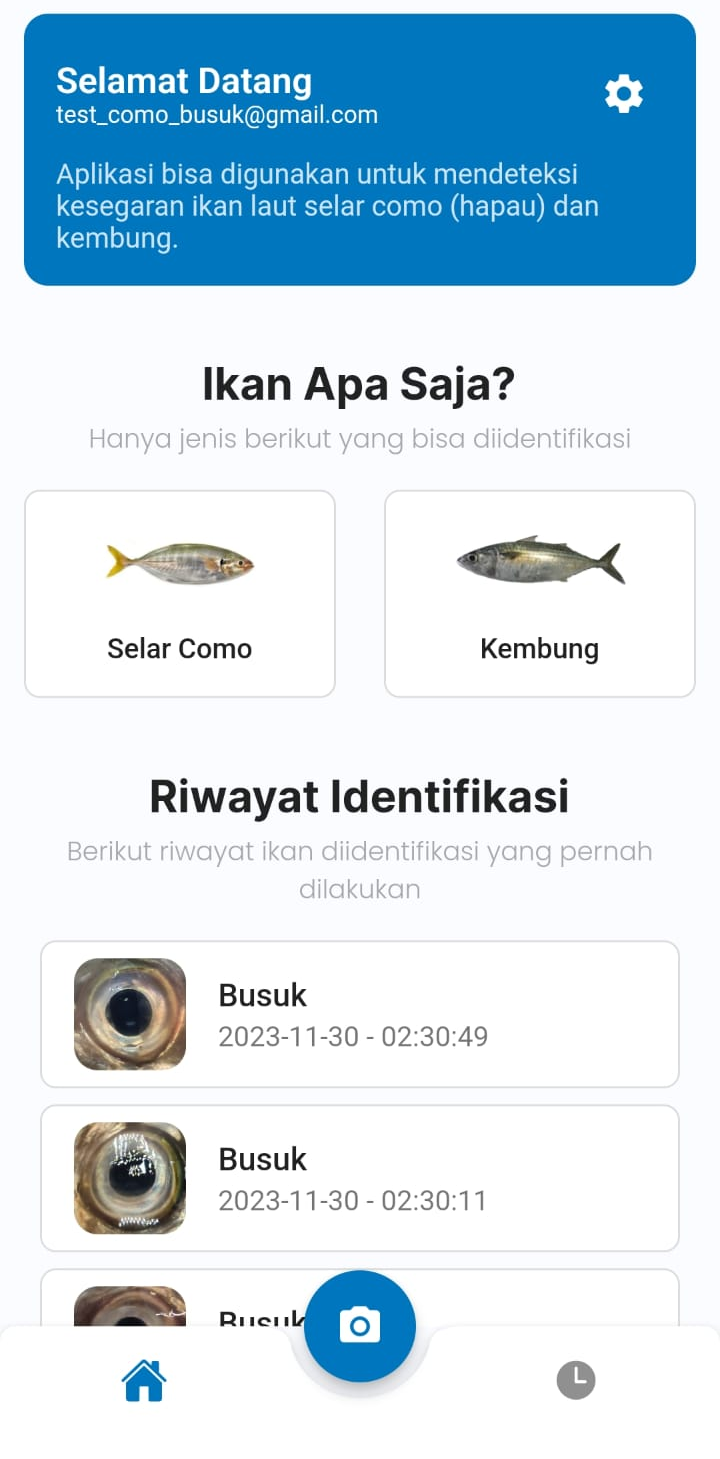 Selamat Datang
test_como_busuk@gmail.com
Aplikasi bisa digunakan untuk mendeteksi
kesegaran ikan laut selar como (hapau) dan
kembung.
Ikan Apa Saja?
Hanya jenis berikut yang bisa diidentifikasi
Selar Como
Kembung
Riwayat Identifikasi
Berikut riwayat ikan diidentifikasi yang pernah
dilakukan
Busuk
2023-11-30 - 02:30:49
Busuk
2023-11-30 - 02:30:11
Busuk